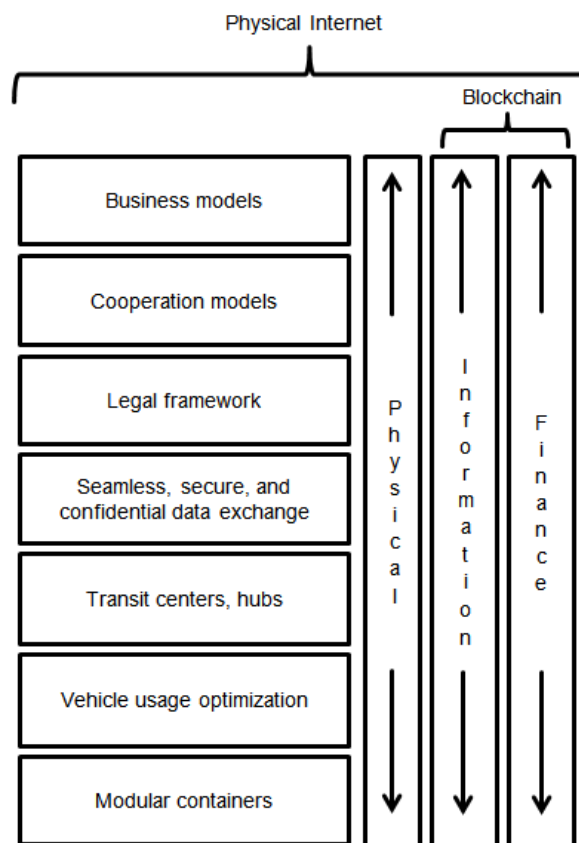 Physical Internet
Blockchain
Business models
Cooperation models
Legal framework
Seamless, secure, and
confidential data exchange
Transit centers, hubs
Vehicle usage optimization
Modular containers
Physical
Information
Finance